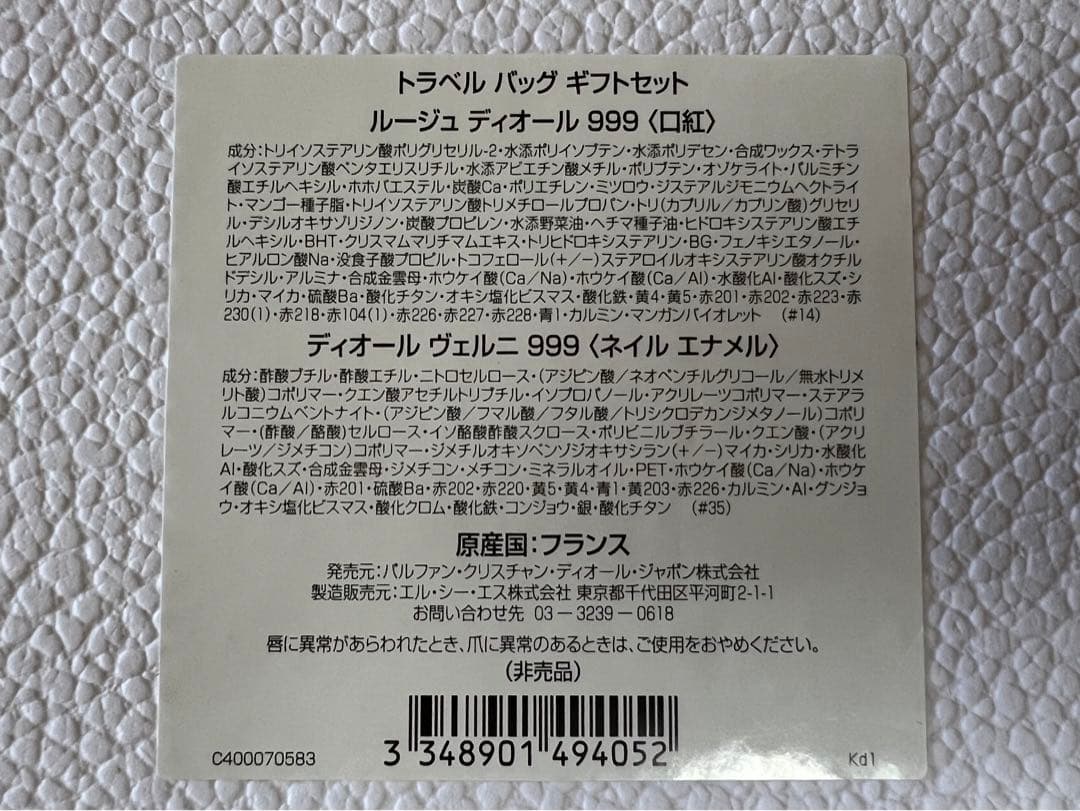 トラベル バッグ ギフトセット
ルージュ ディオール 999〈口紅〉
成分:トリイソステアリン酸ポリグリセリル-2・水添ポリイソブテン・水添ポリデセン・合成ワックス・テトラ
イソステアリン酸ペンタエリスリチル・水添アビエチン酸メチル・ポリブテン・オゾケライト・パルミチン
酸エチルヘキシル・ホホバエステル・炭酸Ca・ポリエチレン・ミツロウ・ジステアルジモニウムヘクトライ
ト・マンゴー種子脂・トリイソステアリン酸トリメチロールプロパン・トリ(カプリル/カプリン酸)グリセリ
ル・デシルオキサゾリジノン・炭酸プロピレン・水添野菜油・ヘチマ種子油・ヒドロキシステアリン酸エチ
ルヘキシル・BHT・クリスマムマリチマムエキス・トリヒドロキシステアリン・BG・フェノキシエタノール・
ヒアルロン酸Na・没食子酸プロピル・トコフェロール(+/−)ステアロイルオキシステアリン酸オクチル
ドデシル・アルミナ・合成金雲母・ホウケイ酸(Ca/Na)・ホウケイ酸(Ca/Al)・水酸化Al・酸化スズ・シ
リカ・マイカ・硫酸Ba・酸化チタン・オキシ塩化ビスマス・酸化鉄・黄4・黄5・赤201・赤202・赤223・赤
230(1)・赤218・赤104(1)・赤226・赤227・赤228・青1・カルミン・マンガンバイオレット (#14)
ディオール ヴェルニ 999〈ネイル エナメル〉
成分:酢酸ブチル・酢酸エチル・ニトロセルロース・(アジピン酸/ネオペンチルグリコール/無水トリメ
リト酸)コポリマー・クエン酸アセチルトリブチル・イソプロパノール・アクリレーツコポリマー・ステアラ
ルコニウムベントナイト・(アジピン酸/フマル酸/フタル酸/トリシクロデカンジメタノール)コポリ
マー・(酢酸/酪酸)セルロース・イソ酪酸酢酸スクロース・ポリビニルブチラール・クエン酸・(アクリ
レーツ/ジメチコン)コポリマー・ジメチルオキソベンゾジオキサシラン(+/−)マイカ・シリカ・水酸化
Al・酸化スズ・合成金雲母・ジメチコン・メチコン・ミネラルオイル・PET・ホウケイ酸(Ca/Na)・ホウケ
イ酸(Ca/Al)・赤201・硫酸Ba・赤202・赤220・黄5・黄4・青1・黄203・赤226・カルミン・Al・グンジョ
ウ・オキシ塩化ビスマス・酸化クロム・酸化鉄・コンジョウ・銀・酸化チタン (#35)
原産国:フランス
発売元:パルファン・クリスチャン・ディオール・ジャポン株式会社
製造販売元:エル・シー・エス株式会社 東京都千代田区平河町2-1-1
お問い合わせ先 03－3239－0618
唇に異常があらわれたとき、爪に異常のあるときは、ご使用をおやめください。
(非売品)
C400070583
3 348901 494052
Kd1